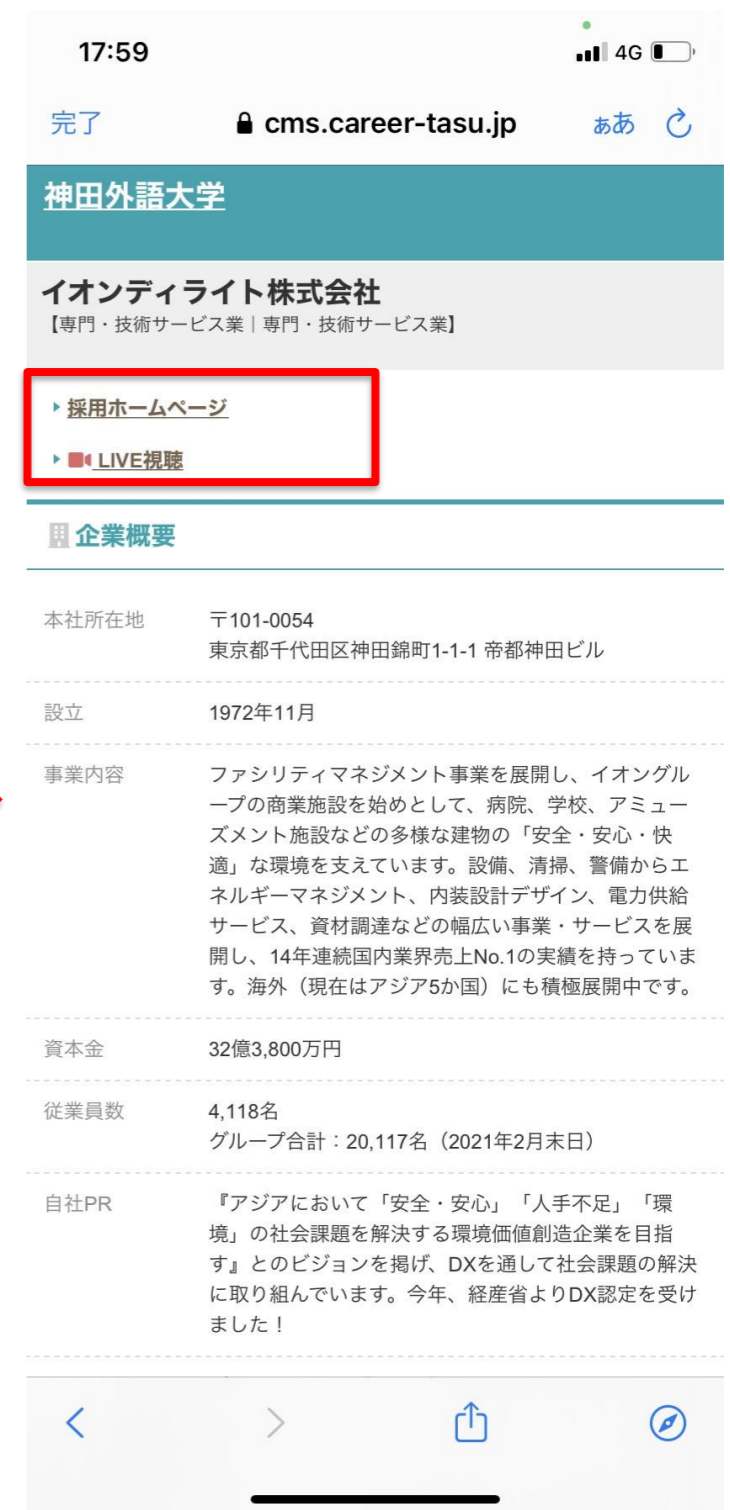 17:59
4G
完了
cms.career-tasu.jp
ぁあ
神田外語大学
イオンディライト株式会社
【専門・技術サービス業｜専門・技術サービス業】
採用ホームページ
LIVE視聴
企業概要
本社所在地
〒101-0054
東京都千代田区神田錦町1-1-1 帝都神田ビル
設立
1972年11月
事業内容
ファシリティマネジメント事業を展開し、イオングル
ープの商業施設を始めとして、病院、学校、アミュー
ズメント施設などの多様な建物の「安全・安心・快
適」な環境を支えています。設備、清掃、警備からエ
ネルギーマネジメント、内装設計デザイン、電力供給
サービス、資材調達などの幅広い事業・サービスを展
開し、14年連続国内業界売上No.1の実績を持っていま
す。海外（現在はアジア5か国）にも積極展開中です。
資本金
32億3,800万円
従業員数
4,118名
グループ合計：20,117名（2021年2月末日）
自社PR
『アジアにおいて「安全・安心」「人手不足」「環
境」の社会課題を解決する環境価値創造企業を目指
す』とのビジョンを掲げ、DXを通して社会課題の解決
に取り組んでいます。今年、経産省よりDX認定を受け
ました！